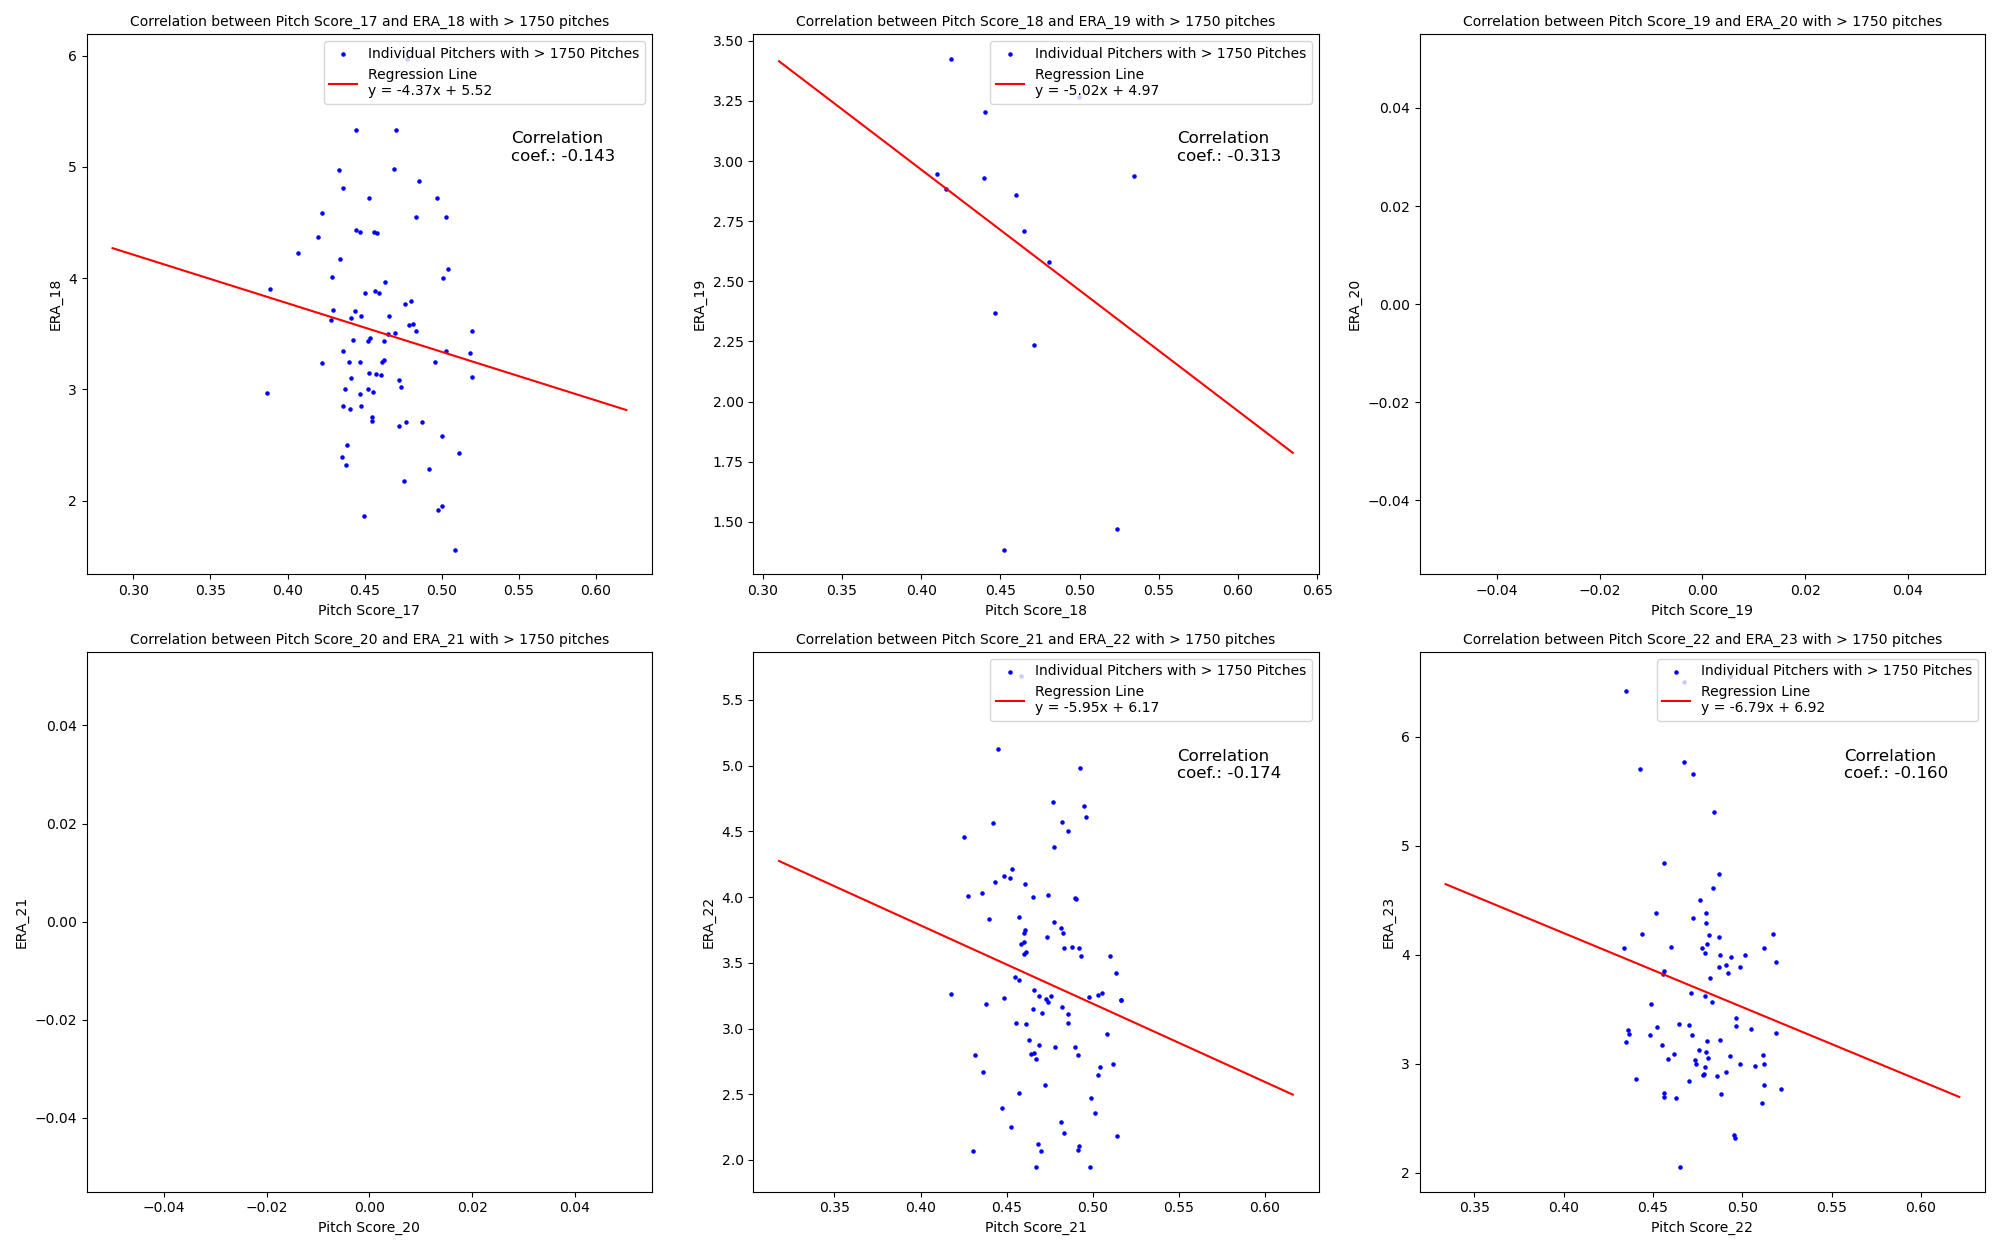 Correlation between Pitch Score_17 and ERA_18 with > 1750 pitches
Individual Pitchers with > 1750 Pitches
Regression Line
y = -4.37x + 5.52
Correlation
coef.: -0.143
6
5
4
3
2
ERA_18
0.30
0.35
0.40
0.45
0.50
0.55
0.60
Pitch Score_17
Correlation between Pitch Score_18 and ERA_19 with > 1750 pitches
Individual Pitchers with > 1750 Pitches
Regression Line
y = -5.02x + 4.97
Correlation
coef.: -0.313
3.50
3.25
3.00
2.75
2.50
2.25
2.00
1.75
1.50
ERA_19
0.30
0.35
0.40
0.45
0.50
0.55
0.60
0.65
Pitch Score_18
Correlation between Pitch Score_19 and ERA_20 with > 1750 pitches
0.04
0.02
0.00
−0.02
−0.04
ERA_20
−0.04
−0.02
0.00
0.02
0.04
Pitch Score_19
Correlation between Pitch Score_20 and ERA_21 with > 1750 pitches
0.04
0.02
0.00
−0.02
−0.04
ERA_21
−0.04
−0.02
0.00
0.02
0.04
Pitch Score_20
Correlation between Pitch Score_21 and ERA_22 with > 1750 pitches
Individual Pitchers with > 1750 Pitches
Regression Line
y = -5.95x + 6.17
Correlation
coef.: -0.174
5.5
5.0
4.5
4.0
3.5
3.0
2.5
2.0
ERA_22
0.35
0.40
0.45
0.50
0.55
0.60
Pitch Score_21
Correlation between Pitch Score_22 and ERA_23 with > 1750 pitches
Individual Pitchers with > 1750 Pitches
Regression Line
y = -6.79x + 6.92
Correlation
coef.: -0.160
6
5
4
3
2
ERA_23
0.35
0.40
0.45
0.50
0.55
0.60
Pitch Score_22